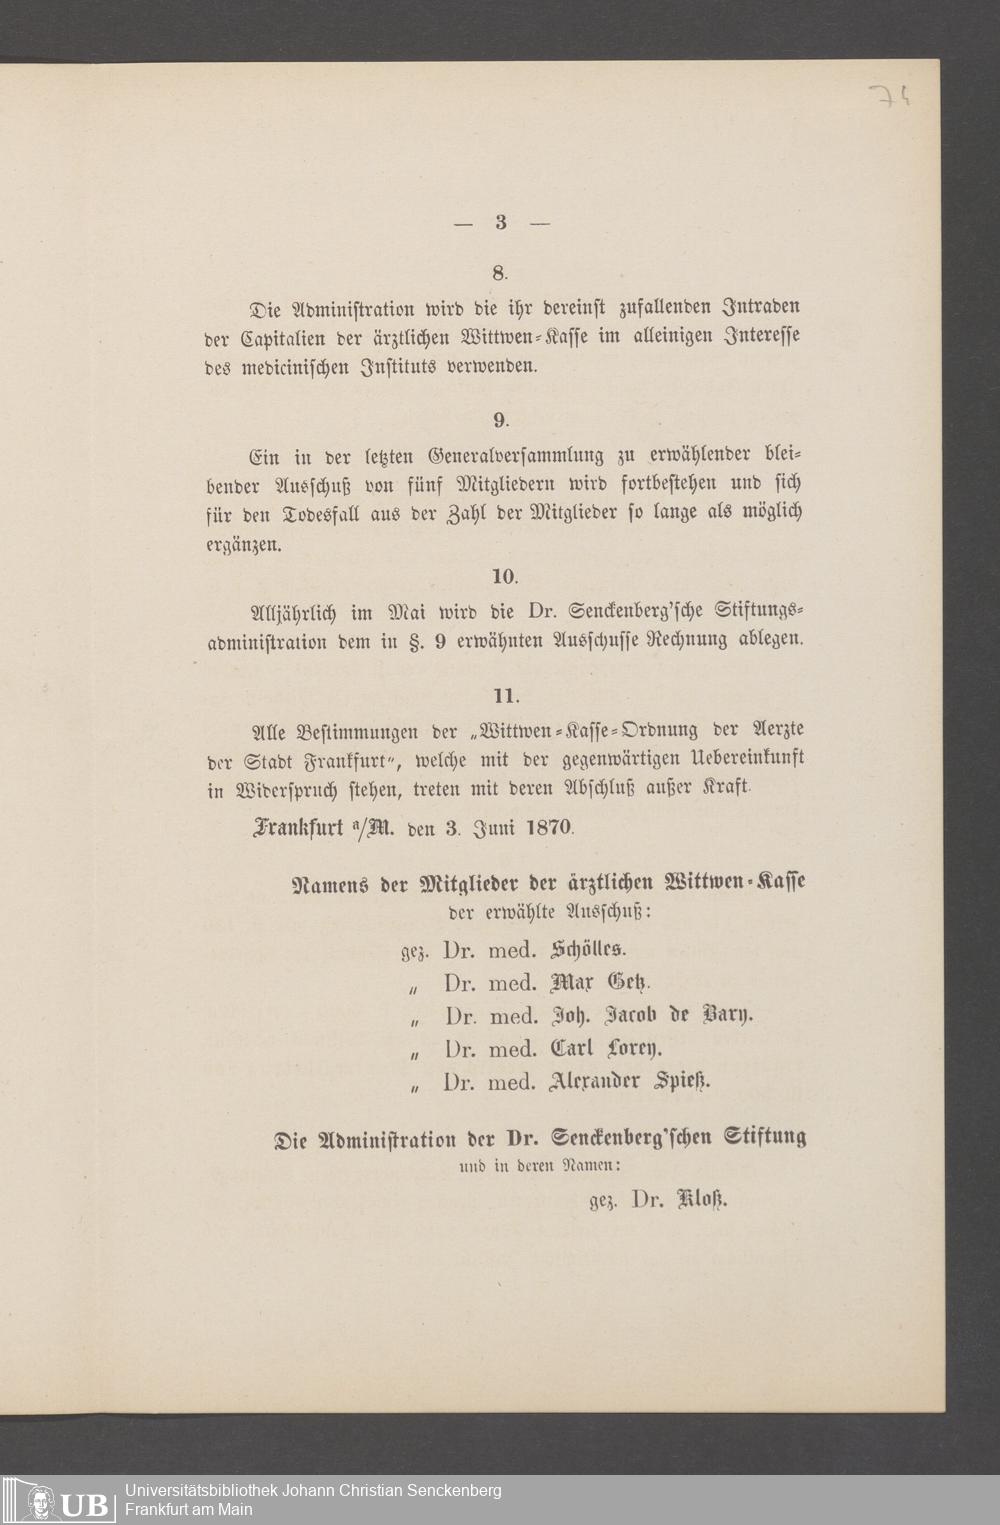 74
— 3 —
8.
Die Administration wird die ihr dereinst zufallenden Intraden
der Capitalien der ärztlichen Wittwen-Kasse im alleinigen Interesse
des medicinischen Instituts verwenden.
9.
Ein in der letzten Generalversammlung zu erwählender blei-
bender Ausschuß von fünf Mitgliedern wird fortbestehen und sich
für den Todesfall aus der Zahl der Mitglieder so lange als möglich
ergänzen.
10.
Alljährlich im Mai wird die Dr. Senckenberg'sche Stiftungs-
administration dem in §. 9 erwähnten Ausschusse Rechnung ablegen.
11.
Alle Bestimmungen der „Wittwen-Kasse-Ordnung der Aerzte
der Stadt Frankfurt", welche mit der gegenwärtigen Uebereinkunft
in Widerspruch stehen, treten mit deren Abschluß außer Kraft.
Frankfurt a/M. den 3. Juni 1870.
Namens der Mitglieder der ärztlichen Wittwen-Kasse
der erwählte Ausschuß:
gez. Dr. med. Schölles.
„ Dr. med. Max Getz.
„ Dr. med. Joh. Jacob de Bary.
„ Dr. med. Carl Lorey.
„ Dr. med. Alexander Spieß.
Die Administration der Dr. Senckenberg'schen Stiftung
und in deren Namen:
gez. Dr. Kloß.
UB
Universitätsbibliothek Johann Christian Senckenberg
Frankfurt am Main